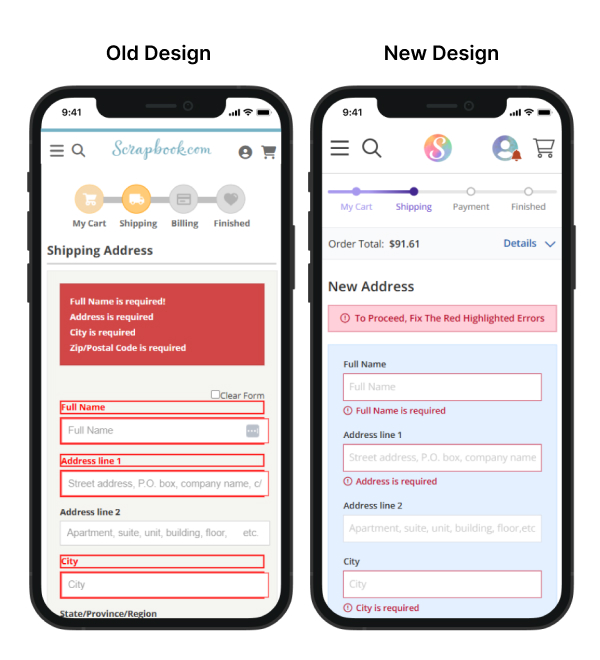 Old Design
New Design
9:41
Scrapbook.com
My Cart
Shipping
Billing
Finished
Shipping Address
Full Name is required!
Address is required
City is required
Zip/Postal Code is required
Clear Form
Full Name
Full Name
Address line 1
Street address, P.O. box, company name, c/
Address line 2
Apartment, suite, unit, building, floor, etc.
City
City
State/Province/Region
9:41
S
My Cart
Shipping
Payment
Finished
Order Total: $91.61
Details
New Address
To Proceed, Fix The Red Highlighted Errors
Full Name
Full Name
Full Name is required
Address line 1
Street address, P.O. box, company name
Address is required
Address line 2
Apartment, suite, unit, building, floor,etc
City
City
City is required